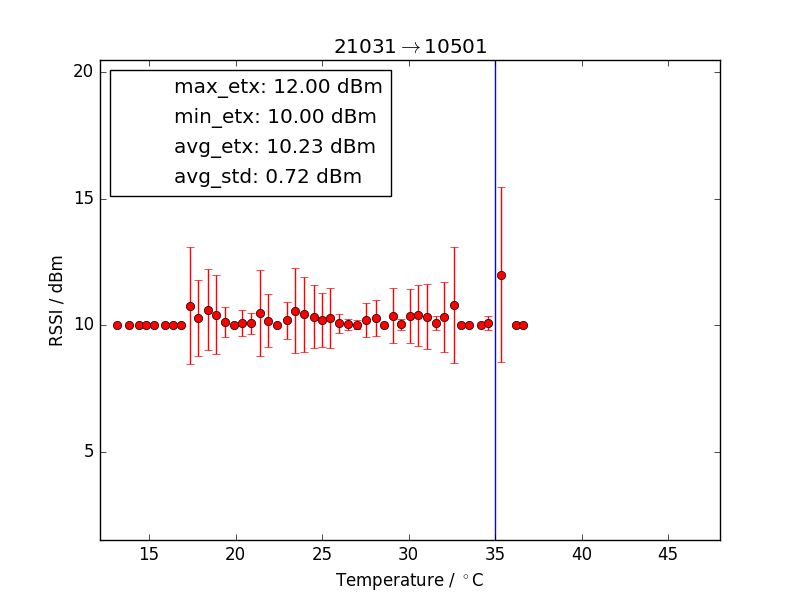 21031→10501
max_etx: 12.00 dBm
min_etx: 10.00 dBm
avg_etx: 10.23 dBm
avg_std: 0.72 dBm
20
15
10
5
RSSI / dBm
15 20 25 30 35 40 45
Temperature / °C